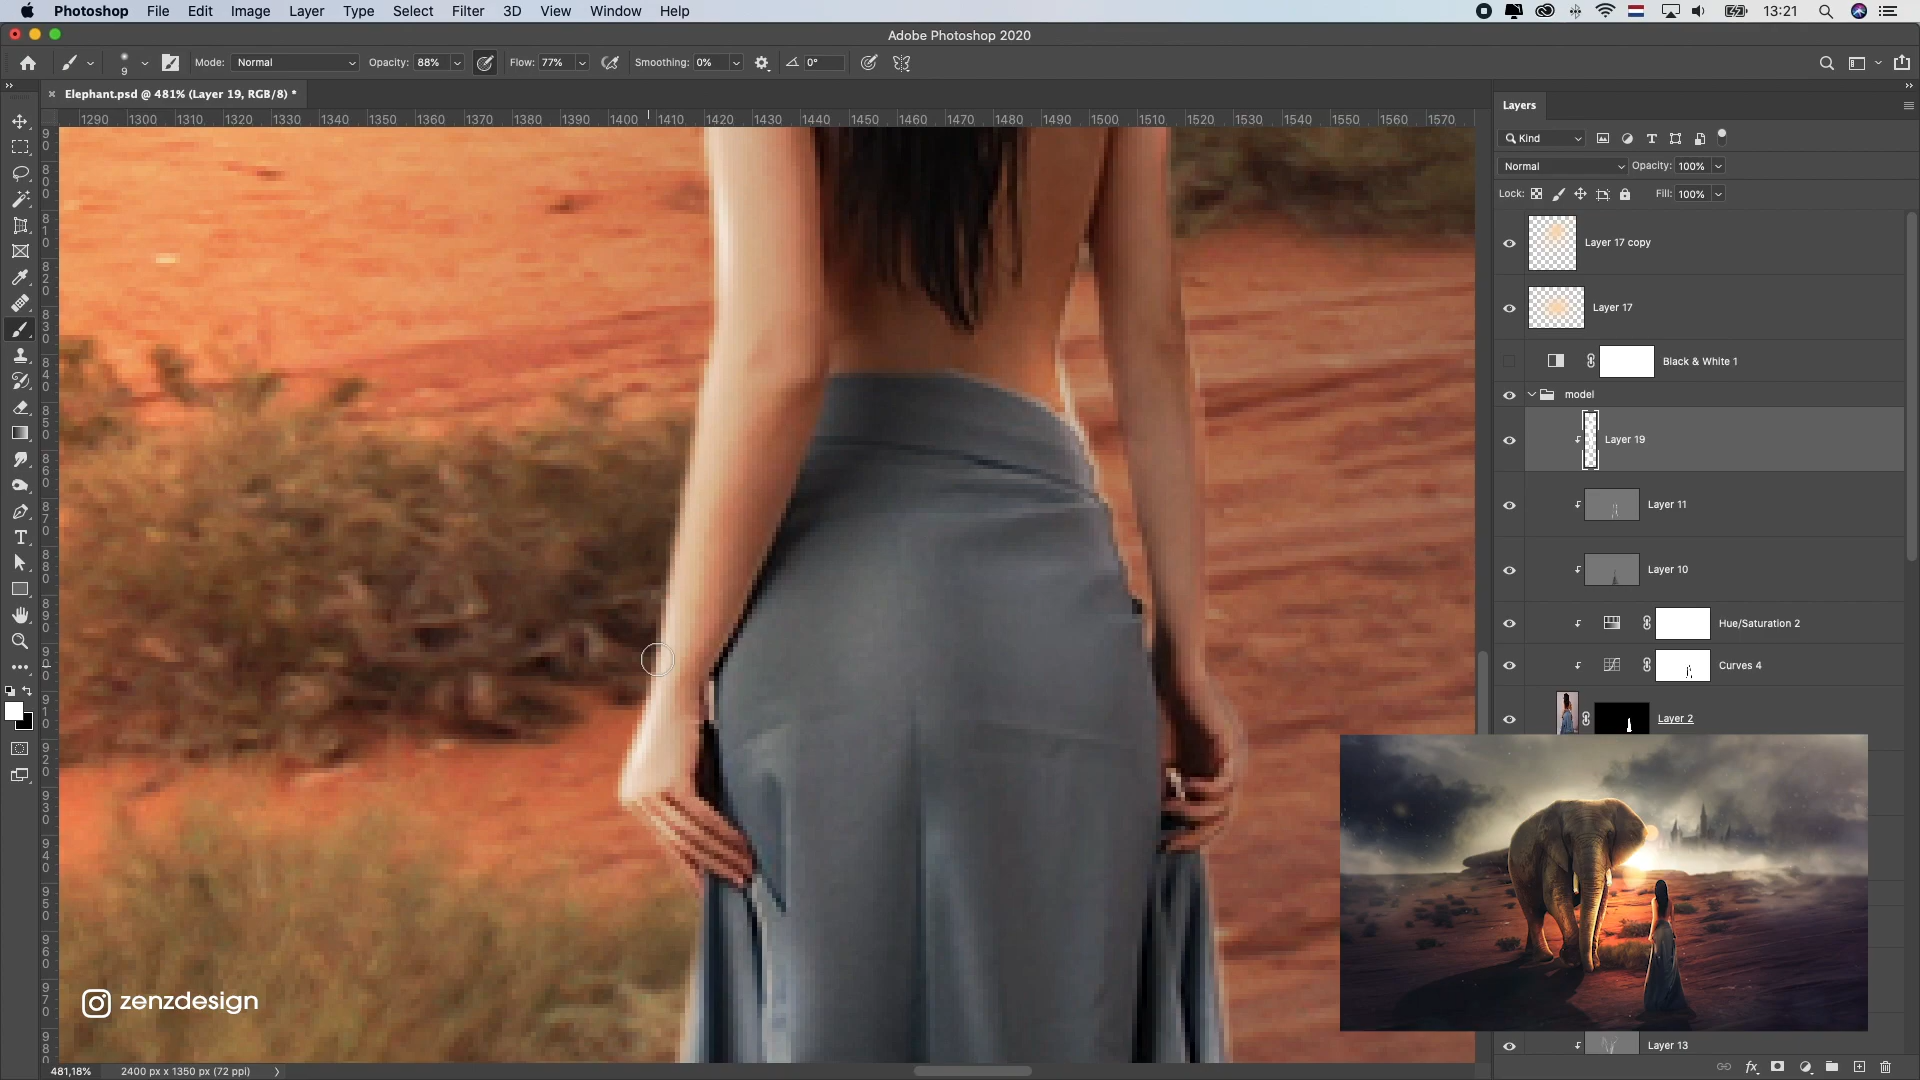 Photoshop File Edit Image Layer Type Select Filter 3D View Window Help 13:21
Adobe Photoshop 2020
9 Mode: Normal Opacity: 88% Flow: 77% Smoothing: 0% 0°
Elephant.psd @ 481% (Layer 19, RGB/8) *
1290 1300 1310 1320 1330 1340 1350 1360 1370 1380 1390 1400 1410 1420 1430 1440 1450 1460 1470 1480 1490 1500 1510 1520 1530 1540 1550 1560 1570
Layers
Kind
Normal Opacity: 100%
Lock: Fill: 100%
Layer 17 copy
Layer 17
Black & White 1
model
Layer 19
Layer 11
Layer 10
Hue/Saturation 2
Curves 4
Layer 2
zenzdesign
Layer 13
481,18% 2400 px x 1350 px (72 ppi)
fx